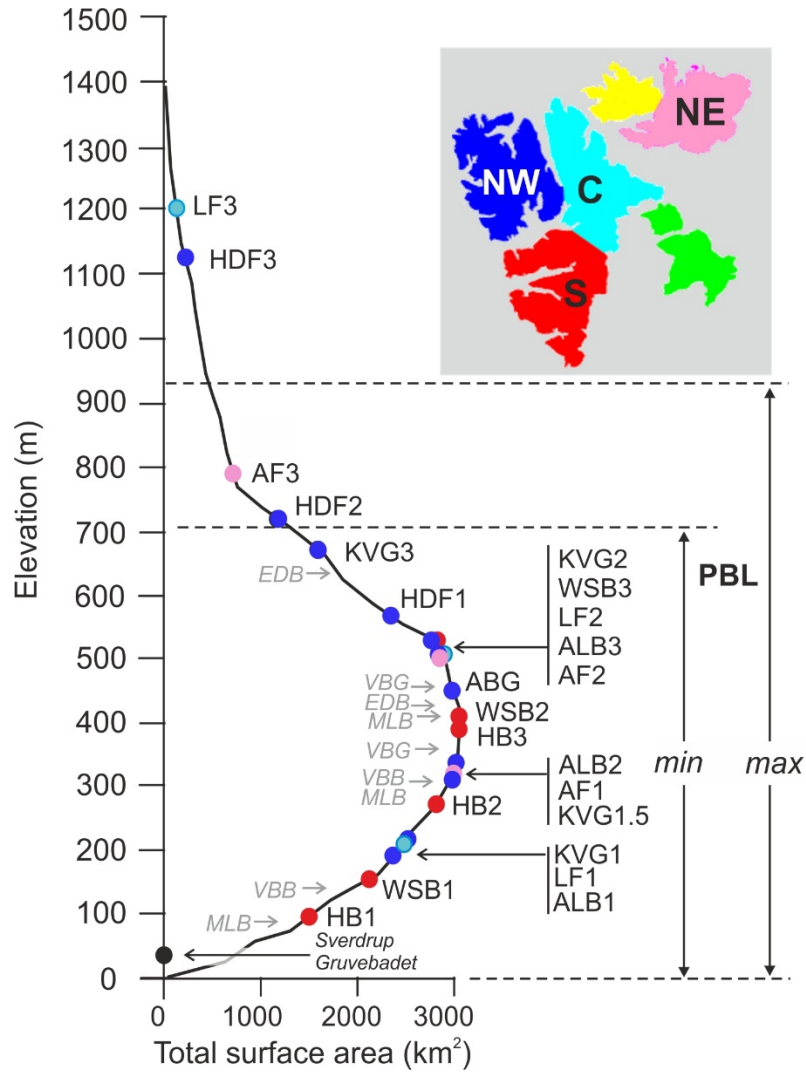 1500
1400
1300
1200
1100
1000
900
800
700
600
500
400
300
200
100
0
Elevation (m)
0 1000 2000 3000
Total surface area (km²)
NW
C
NE
S
LF3
HDF3
AF3
HDF2
KVG3
EDB
HDF1
KVG2
WSB3
LF2
ALB3
AF2
PBL
min
max
VBG
ABG
EDB
WSB2
MLB
HB3
VBG
VBB
MLB
ALB2
AF1
KVG1.5
HB2
KVG1
LF1
ALB1
VBB
WSB1
MLB
HB1
Sverdrup
Gruvebadet